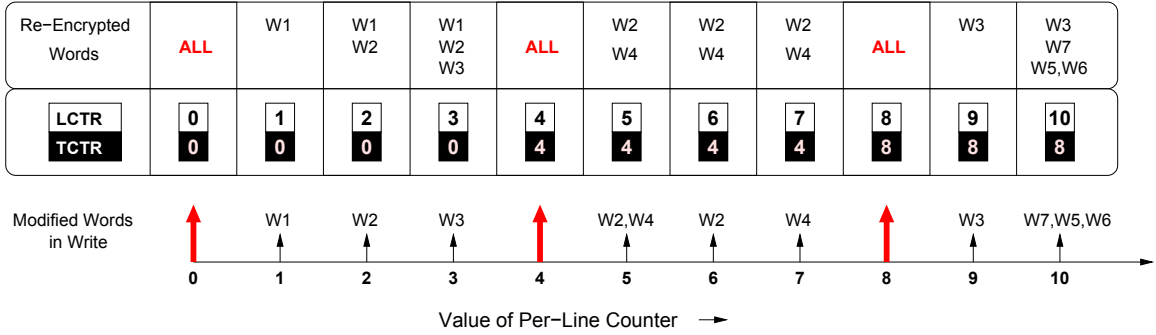 Re−Encrypted Words ALL W1 W1 W2 W1 W2 W3 ALL W2 W4 W2 W4 W2 W4 ALL W3 W3 W7 W5,W6
LCTR 0 1 2 3 4 5 6 7 8 9 10
TCTR 0 0 0 0 4 4 4 4 8 8 8
Modified Words in Write W1 W2 W3 W2,W4 W2 W4 W3 W7,W5,W6
0 1 2 3 4 5 6 7 8 9 10
Value of Per−Line Counter